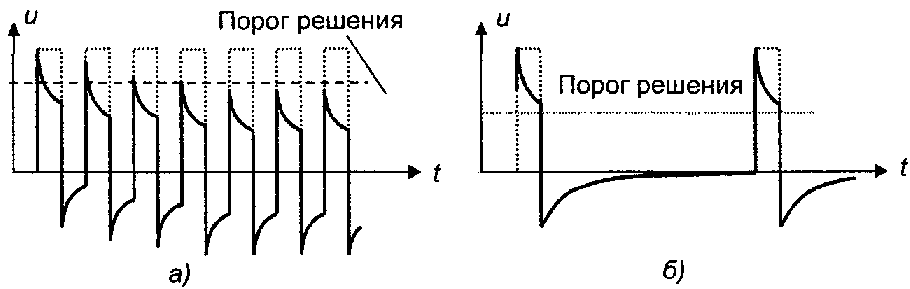 u
Порог решения
t
а)
u
Порог решения
t
б)